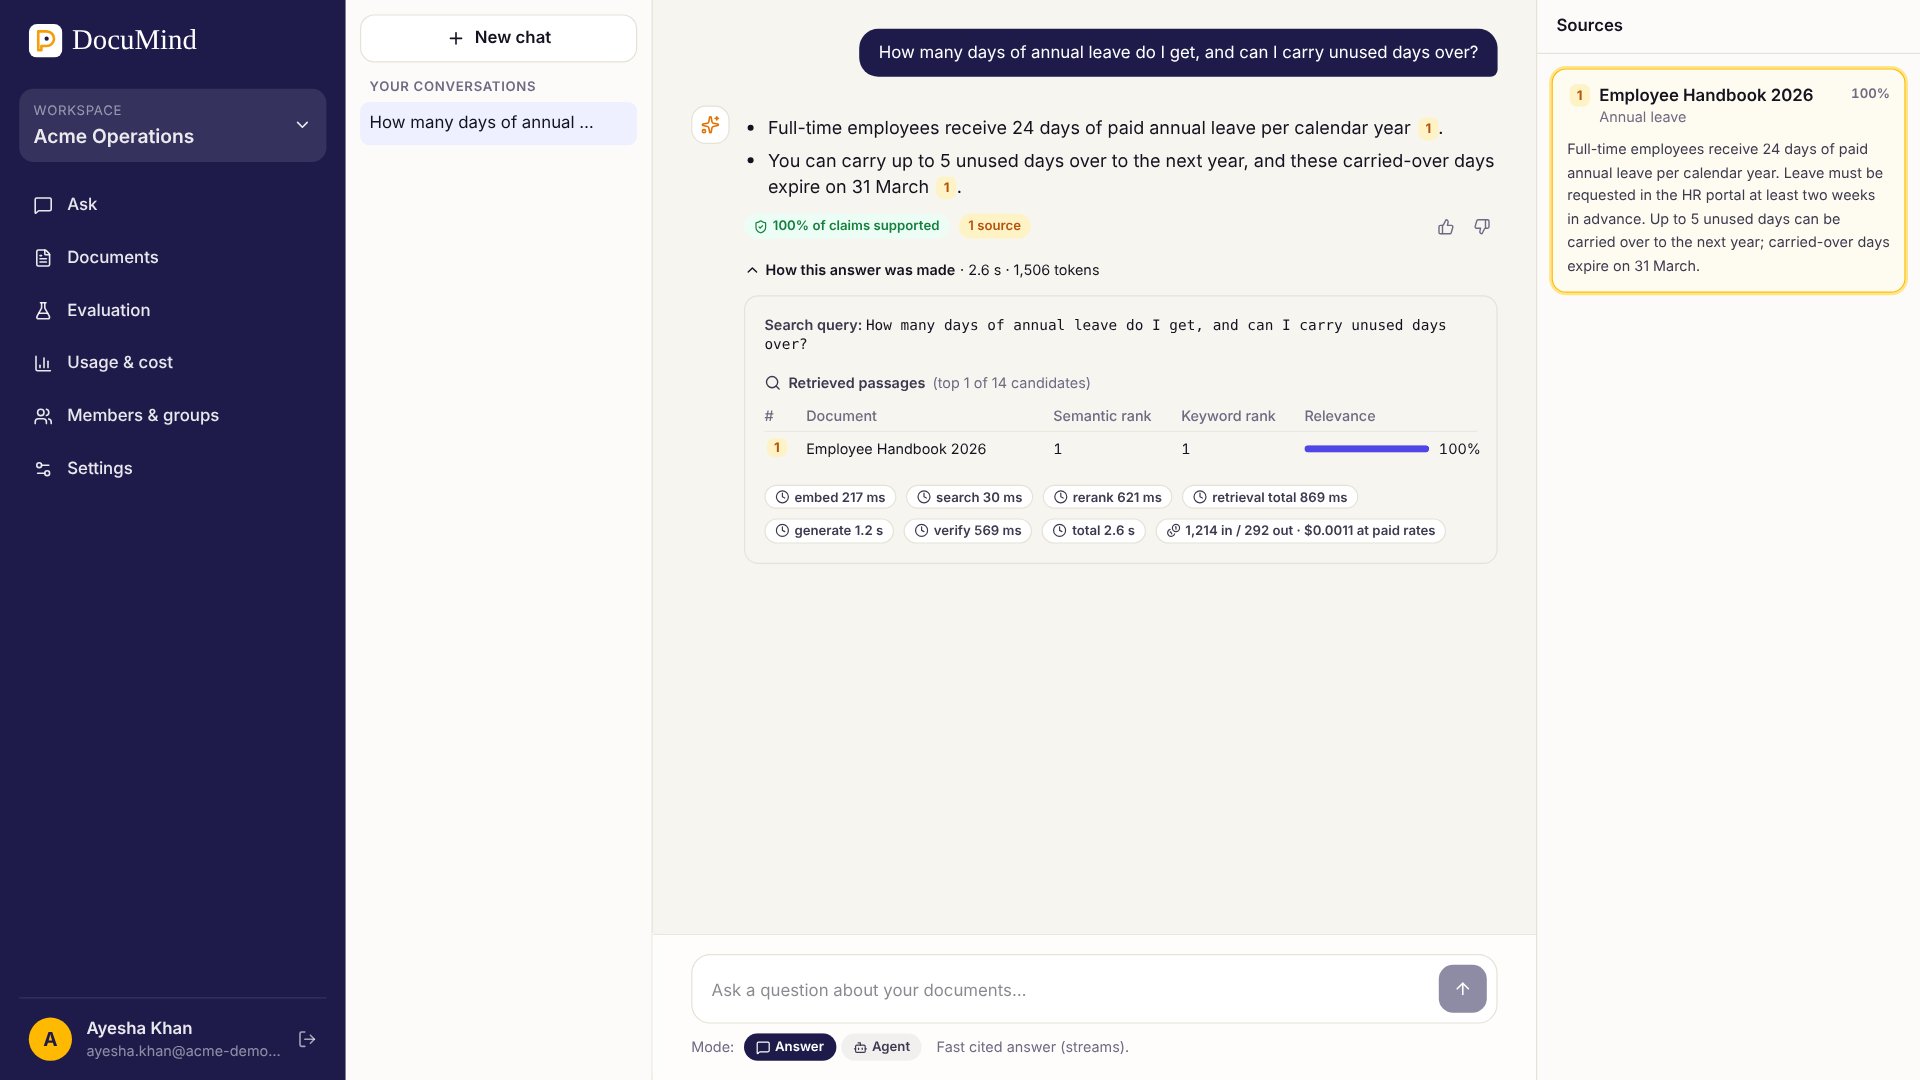 DocuMind
WORKSPACE
Acme Operations
Ask
Documents
Evaluation
Usage & cost
Members & groups
Settings
A
Ayesha Khan
ayesha.khan@acme-demo...
New chat
YOUR CONVERSATIONS
How many days of annual ...
How many days of annual leave do I get, and can I carry unused days over?
• Full-time employees receive 24 days of paid annual leave per calendar year 1.
• You can carry up to 5 unused days over to the next year, and these carried-over days
expire on 31 March 1.
100% of claims supported
1 source
How this answer was made · 2.6 s · 1,506 tokens
Search query: How many days of annual leave do I get, and can I carry unused days
over?
Retrieved passages (top 1 of 14 candidates)
# Document Semantic rank Keyword rank Relevance
1 Employee Handbook 2026 1 1 100%
embed 217 ms search 30 ms rerank 621 ms retrieval total 869 ms
generate 1.2 s verify 569 ms total 2.6 s 1,214 in / 292 out · $0.0011 at paid rates
Ask a question about your documents...
Mode: Answer Agent Fast cited answer (streams).
Sources
1 Employee Handbook 2026 100%
Annual leave
Full-time employees receive 24 days of paid
annual leave per calendar year. Leave must be
requested in the HR portal at least two weeks
in advance. Up to 5 unused days can be
carried over to the next year; carried-over days
expire on 31 March.